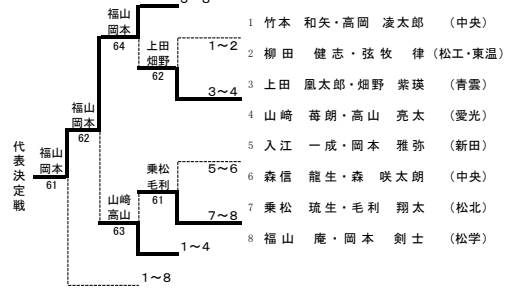 福山
岡本
64
上田
畑野
62
1～2
3～4
福山
岡本
62
代表決定戦
福山
岡本
61
乗松
毛利
61
5～6
7～8
山﨑
高山
63
1～4
1～8
1 竹本 和矢・高岡 凌太郎 (中央)
2 柳田 健志・弦牧 律 (松工・東温)
3 上田 凰太郎・畑野 紫瑛 (青雲)
4 山﨑 苺朗・高山 亮太 (愛光)
5 入江 一成・岡本 雅弥 (新田)
6 森信 龍生・森 咲太朗 (中央)
7 乗松 琉生・毛利 翔太 (松北)
8 福山 庵・岡本 剣士 (松学)